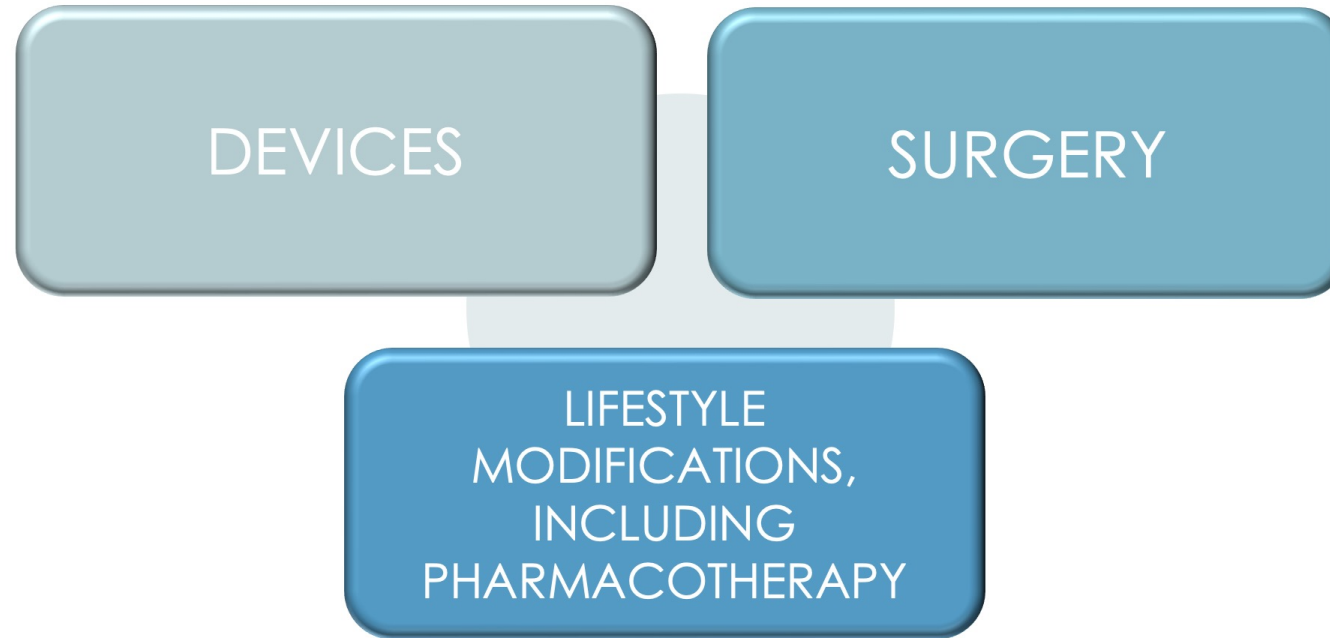 DEVICES
SURGERY
LIFESTYLE
MODIFICATIONS,
INCLUDING
PHARMACOTHERAPY